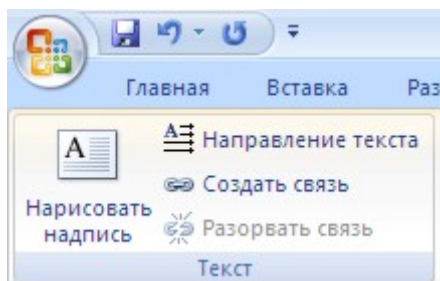 Главная Вставка Раз
Направление текста
Создать связь
Нарисовать
надпись
Разорвать связь
Текст